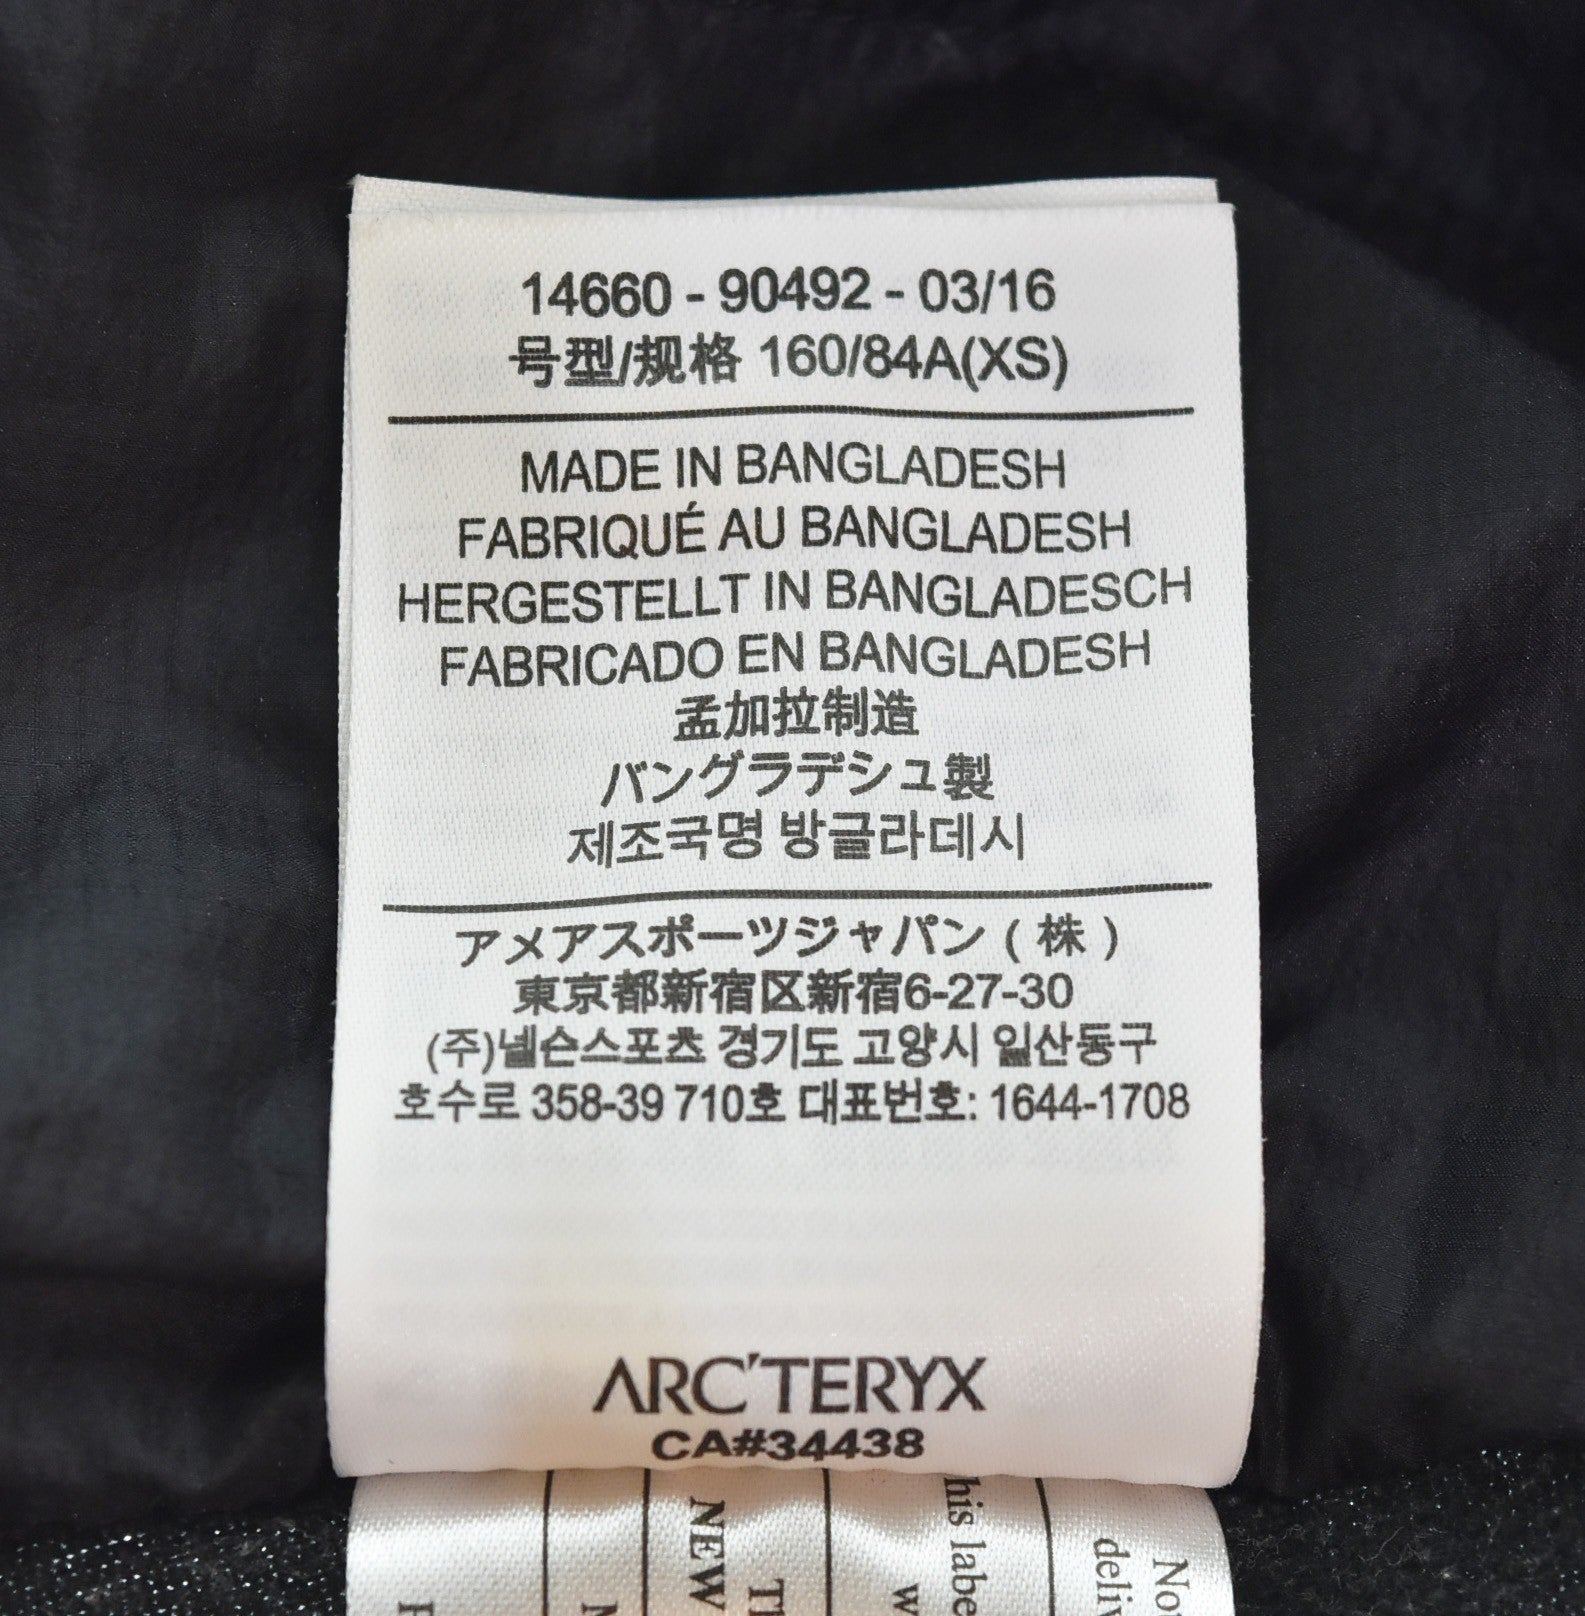 14660 - 90492 - 03/16
号型/规格 160/84A(XS)
MADE IN BANGLADESH
FABRIQUÉ AU BANGLADESH
HERGESTELLT IN BANGLADESCH
FABRICADO EN BANGLADESH
孟加拉制造
バングラデシュ製
제조국명 방글라데시
アメアスポーツジャパン ( 株 )
東京都新宿区新宿6-27-30
(주)넬슨스포츠 경기도 고양시 일산동구
호수로 358-39 710호 대표번호: 1644-1708
ARC'TERYX
CA#34438
Not
deliv
his labe
w
NEW